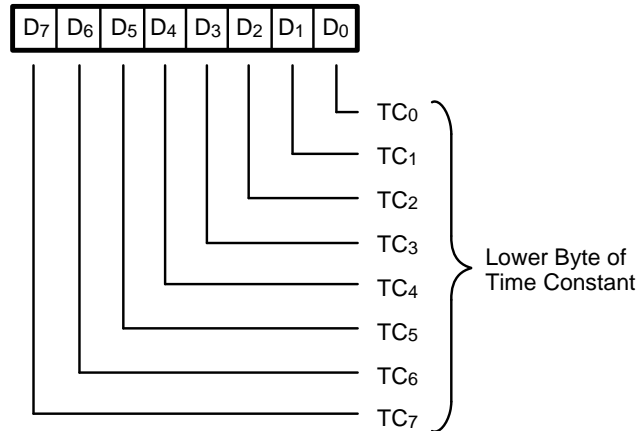 D7 D6 D5 D4 D3 D2 D1 D0
TC0
TC1
TC2
TC3
TC4
TC5
TC6
TC7
Lower Byte of
Time Constant